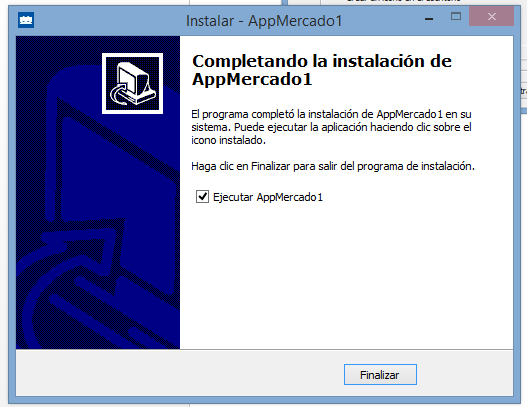 Instalar - AppMercado1
Completando la instalación de
AppMercado1
El programa completó la instalación de AppMercado1 en su
sistema. Puede ejecutar la aplicación haciendo clic sobre el
icono instalado.
Haga clic en Finalizar para salir del programa de instalación.
Ejecutar AppMercado1
Finalizar